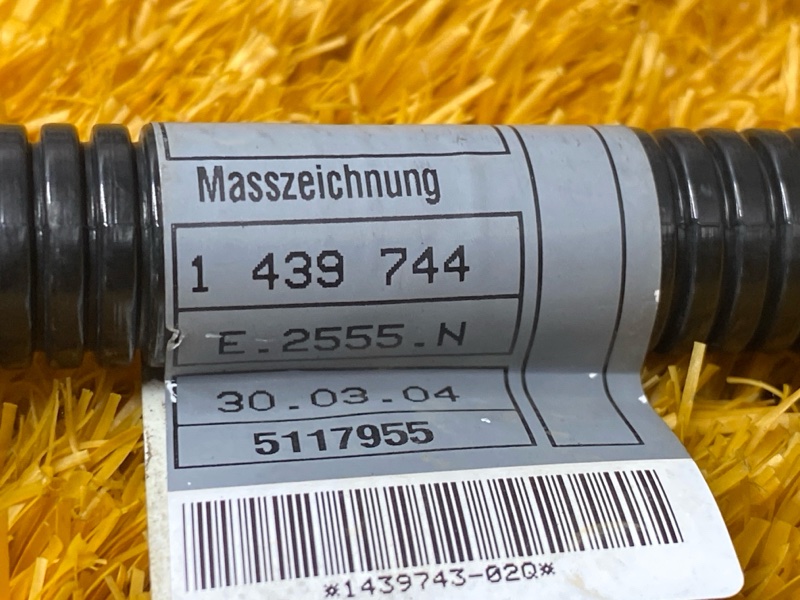 Masszeichnung
1 439 744
E.2555.N
30.03.04
5117955
*1439743-02Q*